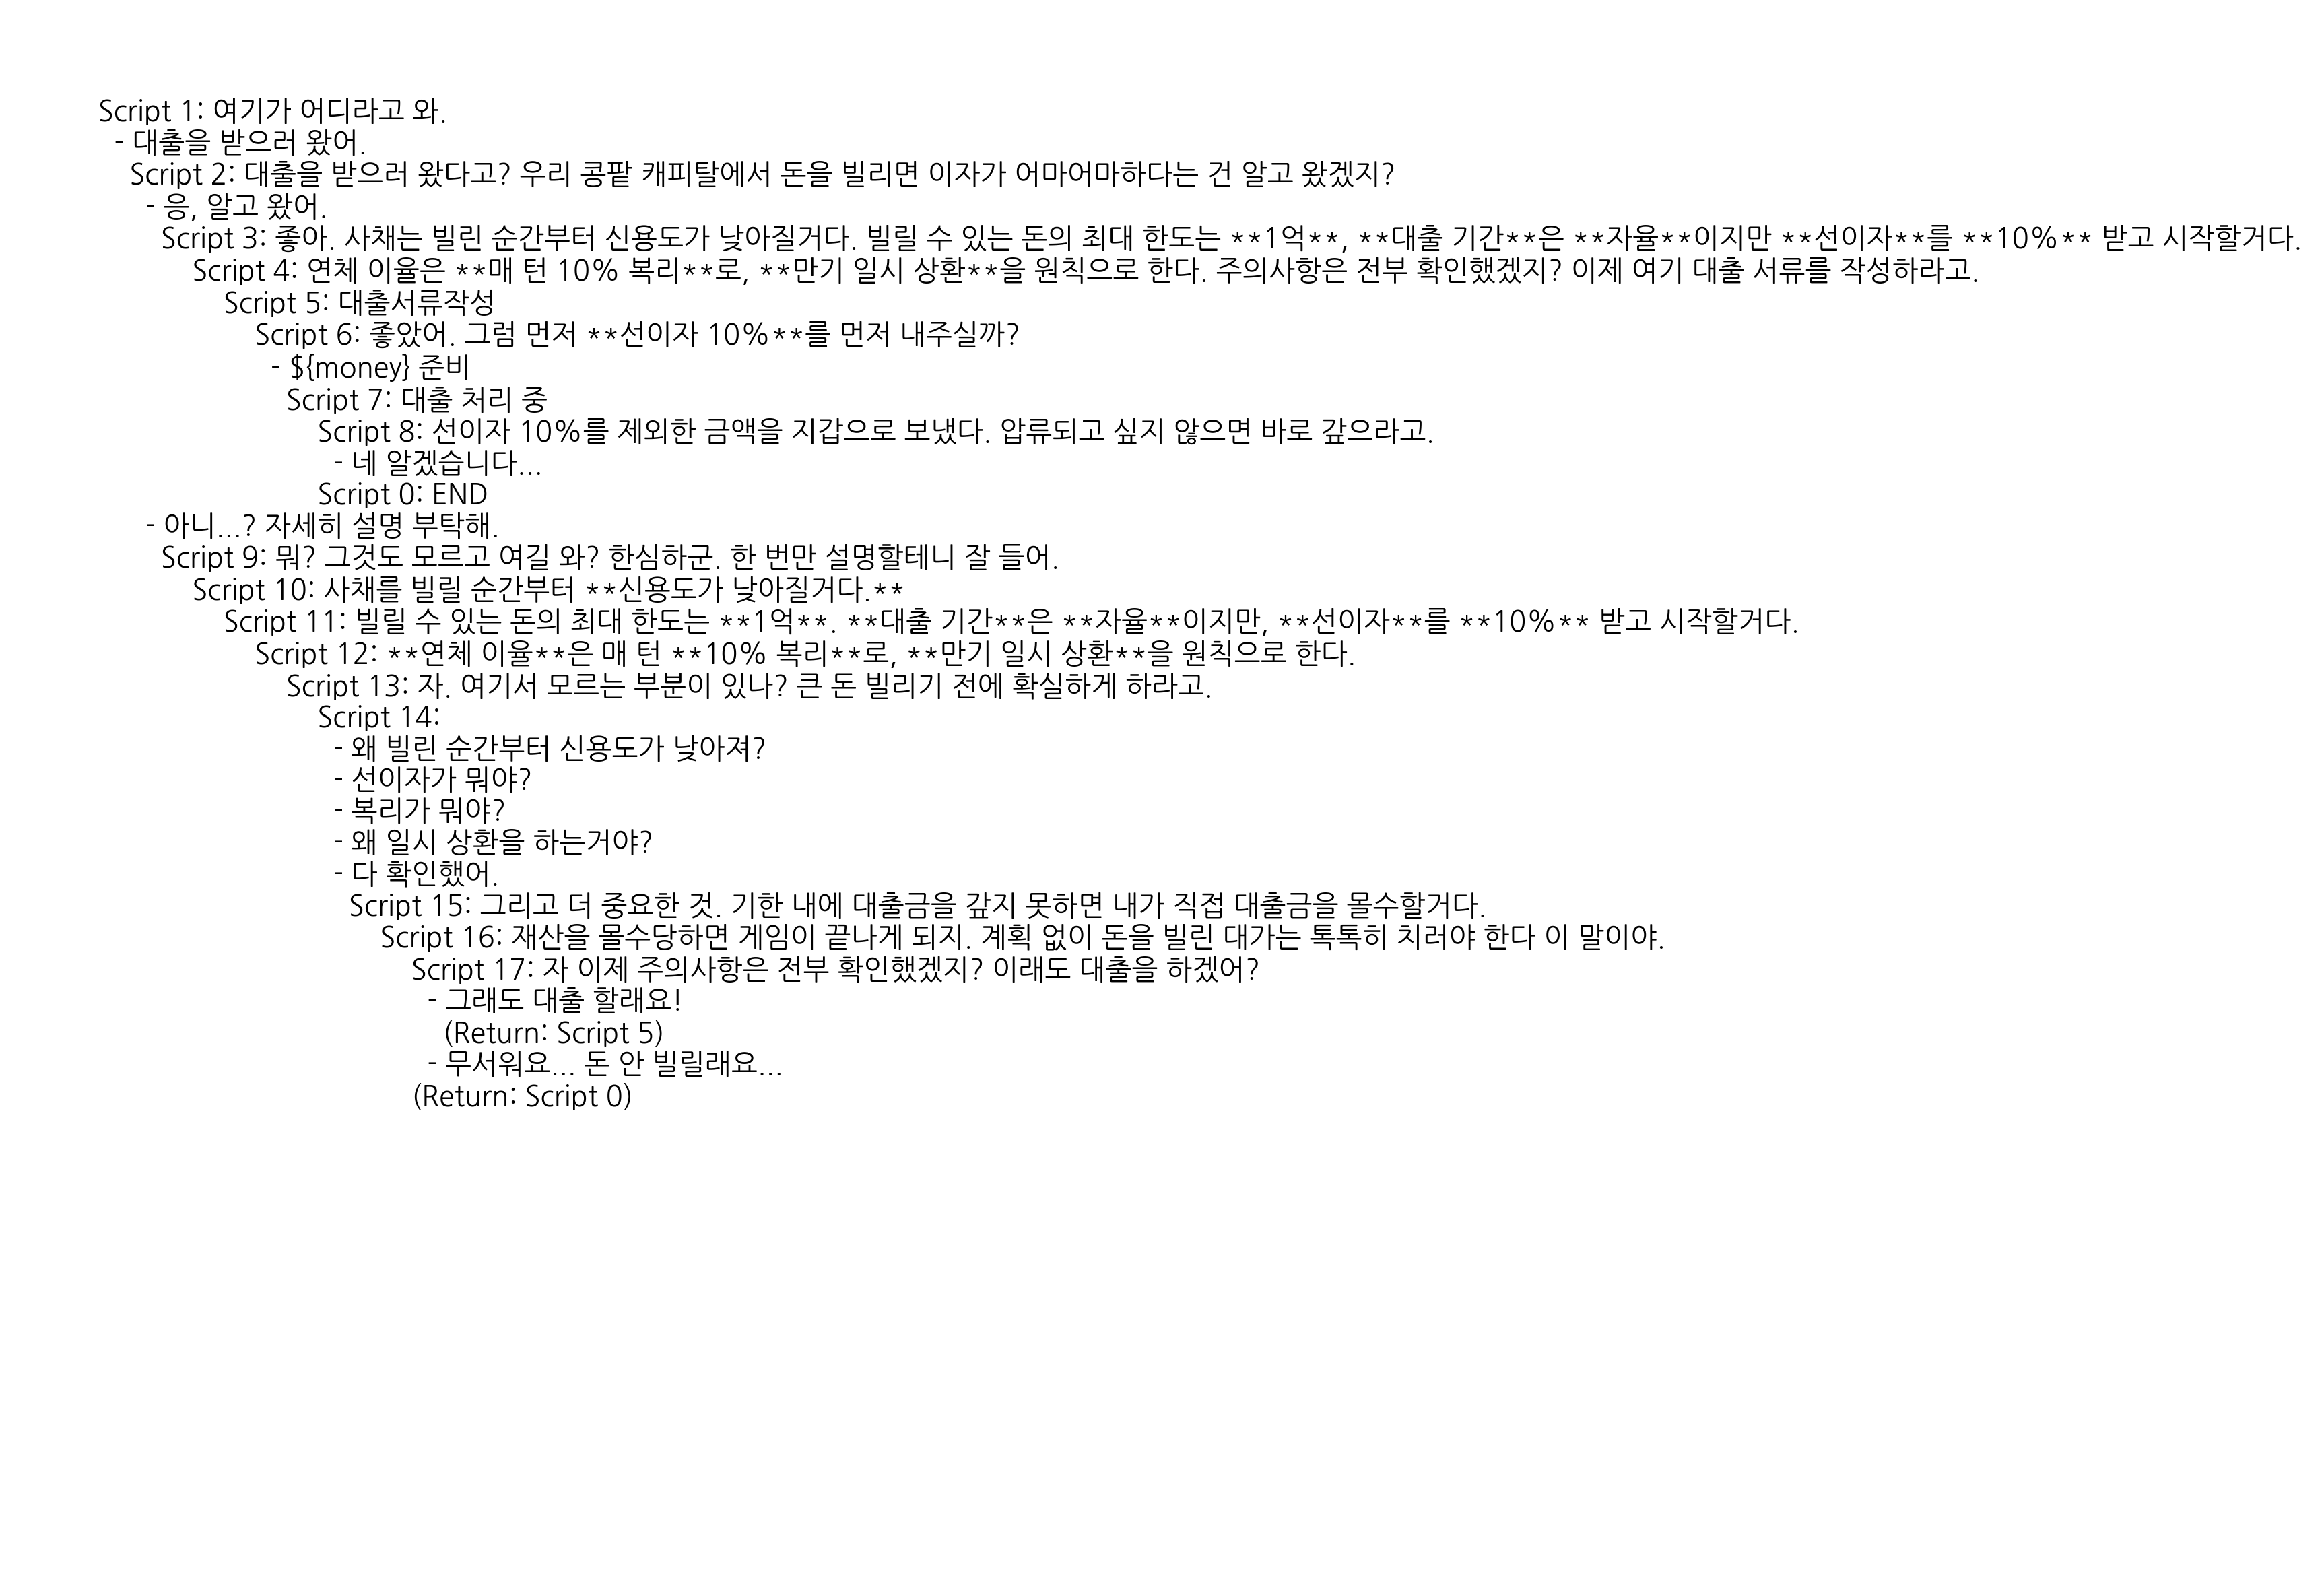 Script 1: 여기가 어디라고 와.
- 대출을 받으러 왔어.
Script 2: 대출을 받으러 왔다고? 우리 콩팥 캐피탈에서 돈을 빌리면 이자가 어마어마하다는 건 알고 왔겠지?
- 응, 알고 왔어.
Script 3: 좋아. 사채는 빌린 순간부터 신용도가 낮아질거다. 빌릴 수 있는 돈의 최대 한도는 **1억**, **대출 기간**은 **자율**이지만 **선이자**를 **10%** 받고 시작할거다.
Script 4: 연체 이율은 **매 턴 10% 복리**로, **만기 일시 상환**을 원칙으로 한다. 주의사항은 전부 확인했겠지? 이제 여기 대출 서류를 작성하라고.
Script 5: 대출서류작성
Script 6: 좋았어. 그럼 먼저 **선이자 10%**를 먼저 내주실까?
- ${money} 준비
Script 7: 대출 처리 중
Script 8: 선이자 10%를 제외한 금액을 지갑으로 보냈다. 압류되고 싶지 않으면 바로 갚으라고.
- 네 알겠습니다...
Script 0: END
- 아니...? 자세히 설명 부탁해.
Script 9: 뭐? 그것도 모르고 여길 와? 한심하군. 한 번만 설명할테니 잘 들어.
Script 10: 사채를 빌릴 순간부터 **신용도가 낮아질거다.**
Script 11: 빌릴 수 있는 돈의 최대 한도는 **1억**. **대출 기간**은 **자율**이지만, **선이자**를 **10%** 받고 시작할거다.
Script 12: **연체 이율**은 매 턴 **10% 복리**로, **만기 일시 상환**을 원칙으로 한다.
Script 13: 자. 여기서 모르는 부분이 있나? 큰 돈 빌리기 전에 확실하게 하라고.
Script 14:
- 왜 빌린 순간부터 신용도가 낮아져?
- 선이자가 뭐야?
- 복리가 뭐야?
- 왜 일시 상환을 하는거야?
- 다 확인했어.
Script 15: 그리고 더 중요한 것. 기한 내에 대출금을 갚지 못하면 내가 직접 대출금을 몰수할거다.
Script 16: 재산을 몰수당하면 게임이 끝나게 되지. 계획 없이 돈을 빌린 대가는 톡톡히 치러야 한다 이 말이야.
Script 17: 자 이제 주의사항은 전부 확인했겠지? 이래도 대출을 하겠어?
- 그래도 대출 할래요!
(Return: Script 5)
- 무서워요... 돈 안 빌릴래요...
(Return: Script 0)